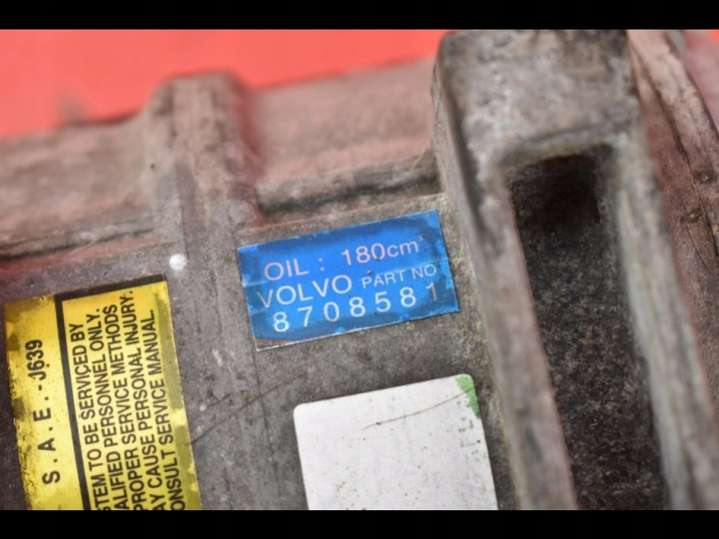 OIL : 180cm³
VOLVO PART NO
8708581
S.A.E.-J639
STEM TO BE SERVICED BY
ALIFIED PERSONNEL ONLY.
PROPER SERVICE METHODS
AY CAUSE PERSONAL INJURY.
ONSULT SERVICE MANUAL